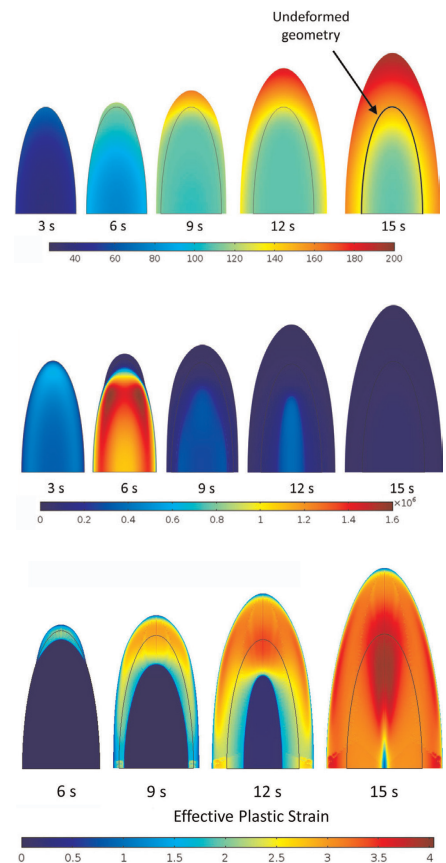 Undeformed
geometry
3 s 6 s 9 s 12 s 15 s
40 60 80 100 120 140 160 180 200
3 s 6 s 9 s 12 s 15 s
×10⁶
0 0.2 0.4 0.6 0.8 1 1.2 1.4 1.6
6 s 9 s 12 s 15 s
Effective Plastic Strain
0 0.5 1 1.5 2 2.5 3 3.5 4